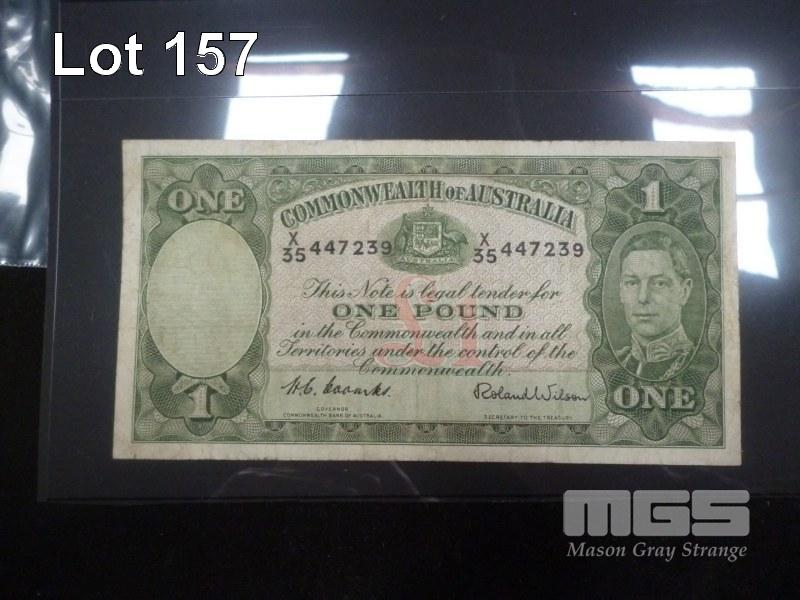 Lot 157
ONE
1
COMMONWEALTH OF AUSTRALIA
X/35 447239 X/35 447239
AUSTRALIA
This Note is legal tender for
ONE POUND
in the Commonwealth and in all
Territories under the control of the
Commonwealth.
£1
H.C. Coombs.
Roland Wilson
GOVERNOR
COMMONWEALTH BANK OF AUSTRALIA.
SECRETARY TO THE TREASURY.
1
ONE
MGS
Mason Gray Strange